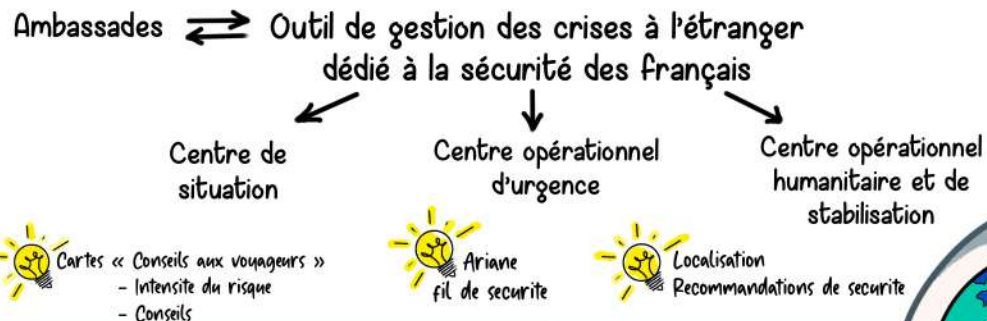 Ambassades
Outil de gestion des crises à l'étranger
dédié à la sécurité des français
Centre de
situation
Centre opérationnel
d'urgence
Centre opérationnel
humanitaire et de
stabilisation
Cartes « Conseils aux voyageurs »
- Intensite du risque
- Conseils
Ariane
fil de securite
Localisation
Recommandations de securite